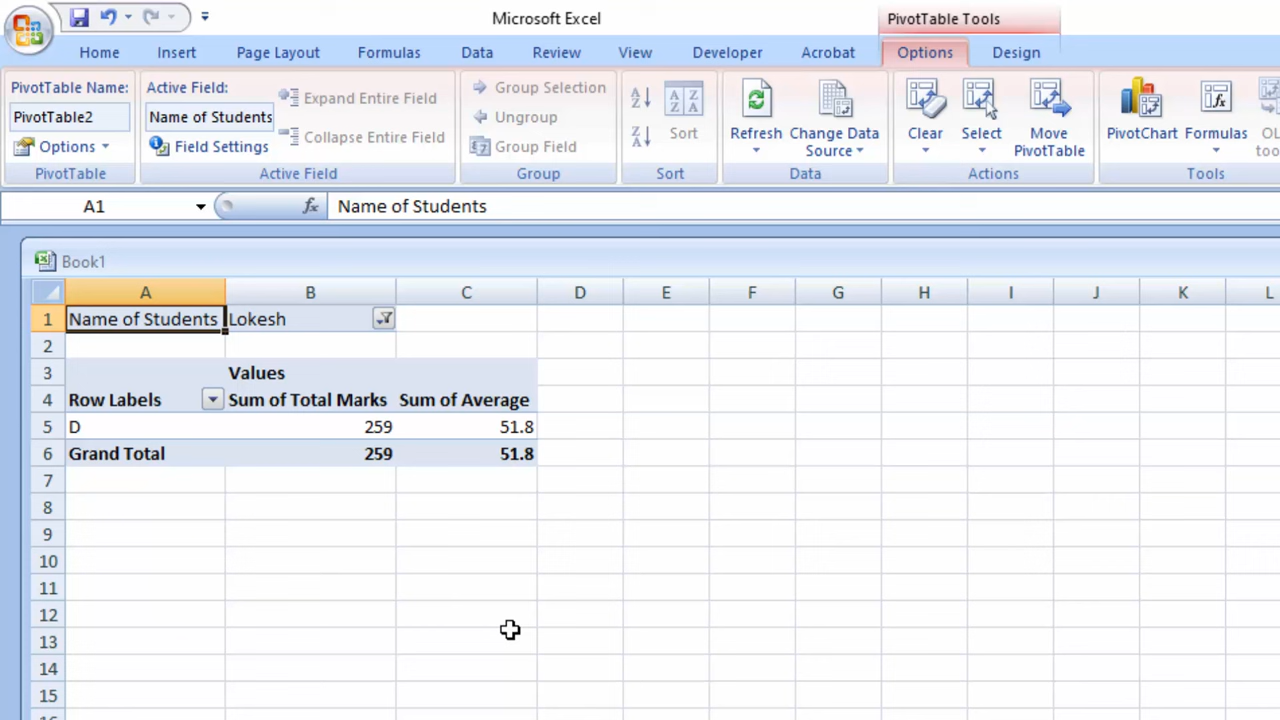 Microsoft Excel
PivotTable Tools
Home Insert Page Layout Formulas Data Review View Developer Acrobat Options Design
PivotTable Name:
PivotTable2
Options
PivotTable
Active Field:
Name of Students
Field Settings
Expand Entire Field
Collapse Entire Field
Active Field
Group Selection
Ungroup
Group Field
Group
A
Z
Z
A
A Z
Z A
Sort
Sort
Refresh
Change Data
Source
Data
Clear
Select
Move
PivotTable
Actions
PivotChart
Formulas
OL
too
Tools
A1 fx Name of Students
Book1
A B C D E F G H I J K L
1 Name of Students Lokesh
2
3 Values
4 Row Labels Sum of Total Marks Sum of Average
5 D 259 51.8
6 Grand Total 259 51.8
7
8
9
10
11
12
13
14
15